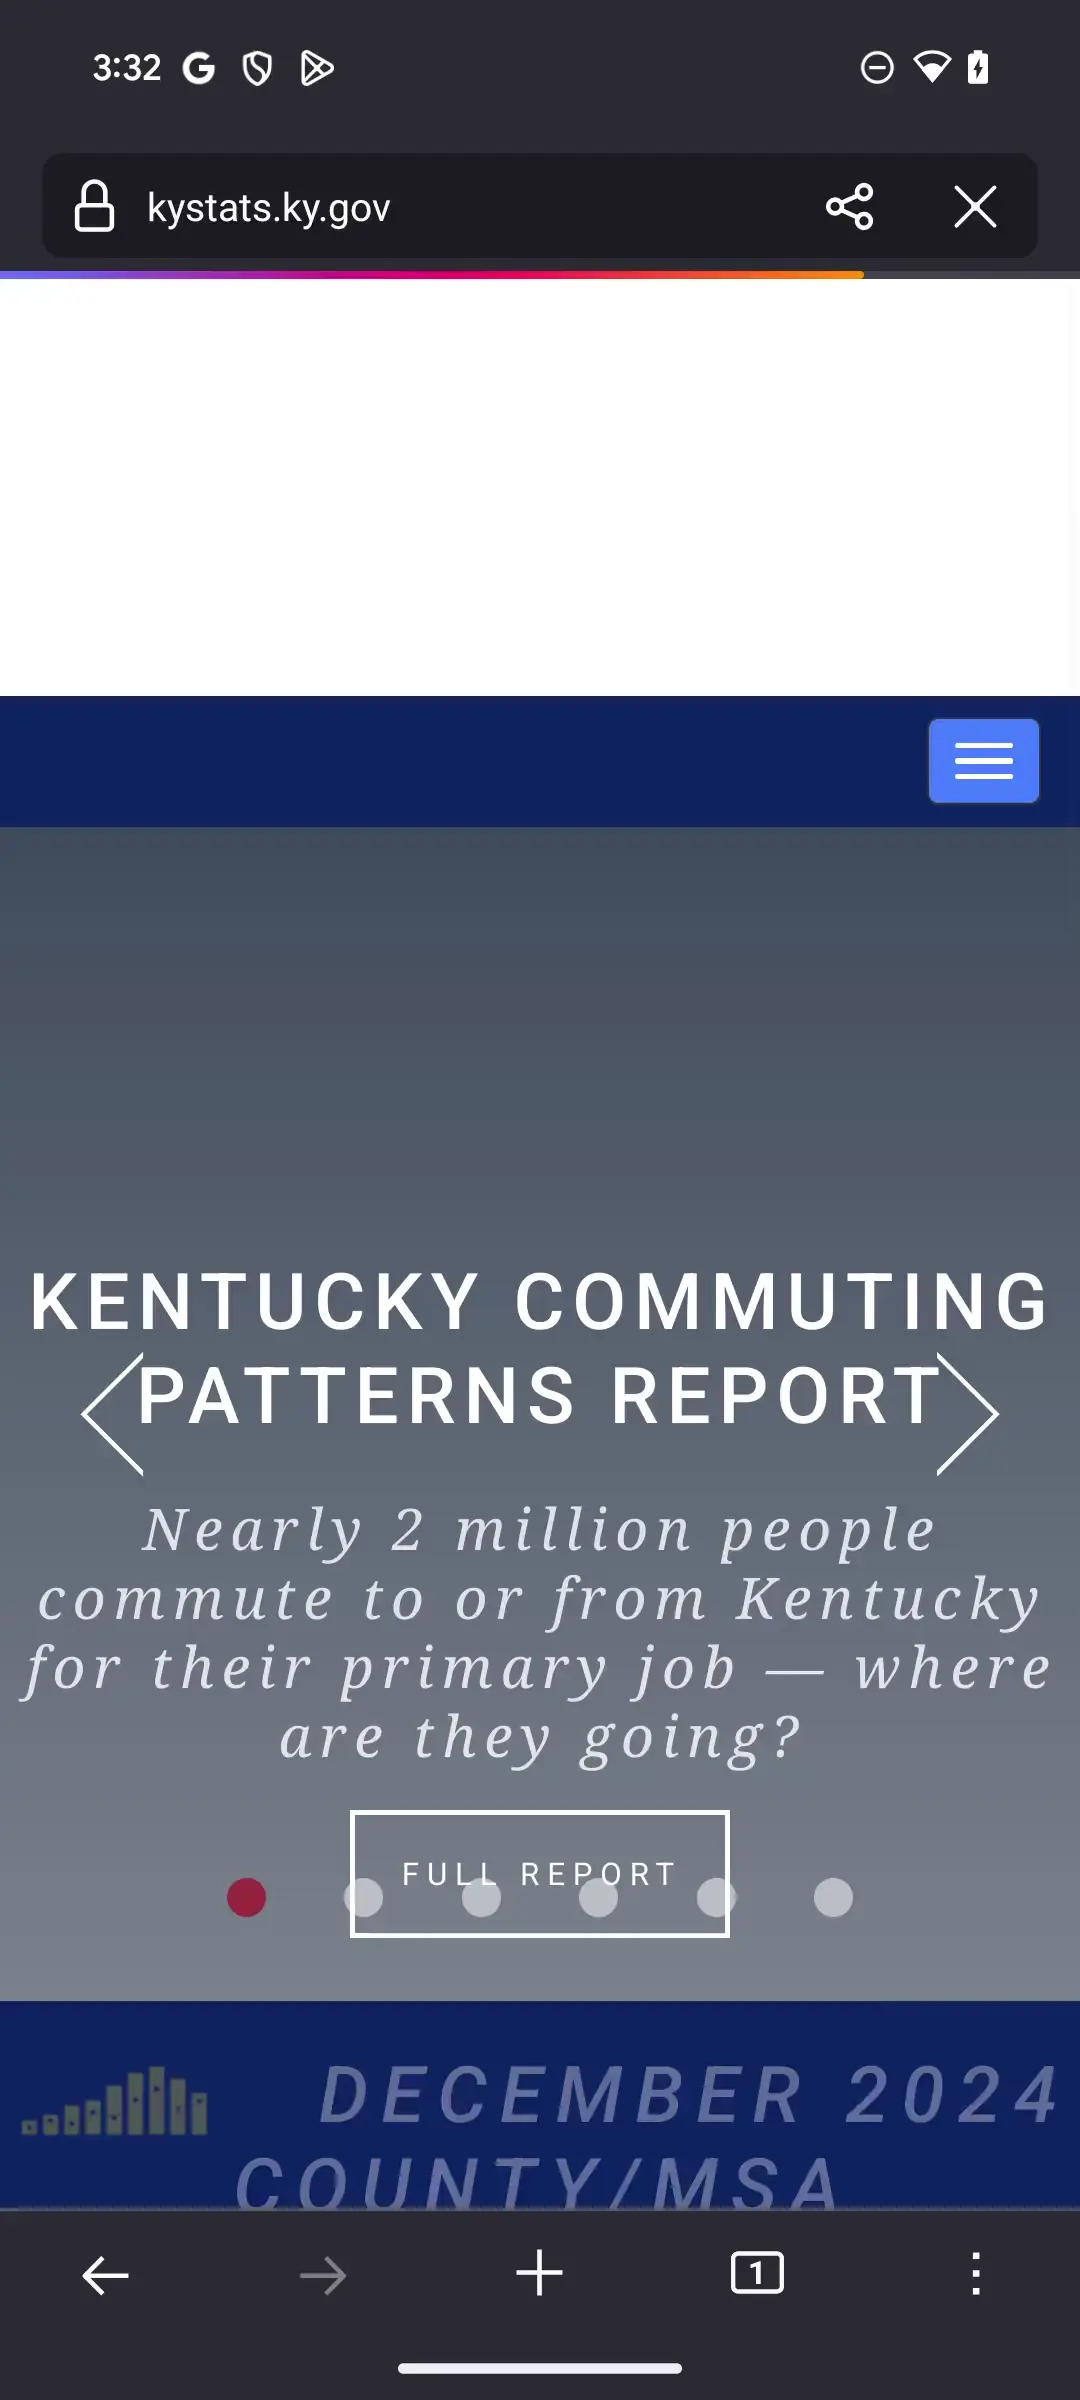 3:32
kystats.ky.gov
KENTUCKY COMMUTING
PATTERNS REPORT
Nearly 2 million people
commute to or from Kentucky
for their primary job — where
are they going?
FULL REPORT
DECEMBER 2024
COUNTY/MSA
1